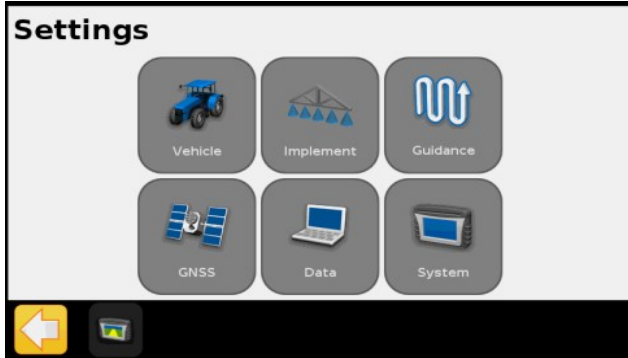 Settings
Vehicle
Implement
Guidance
GNSS
Data
System